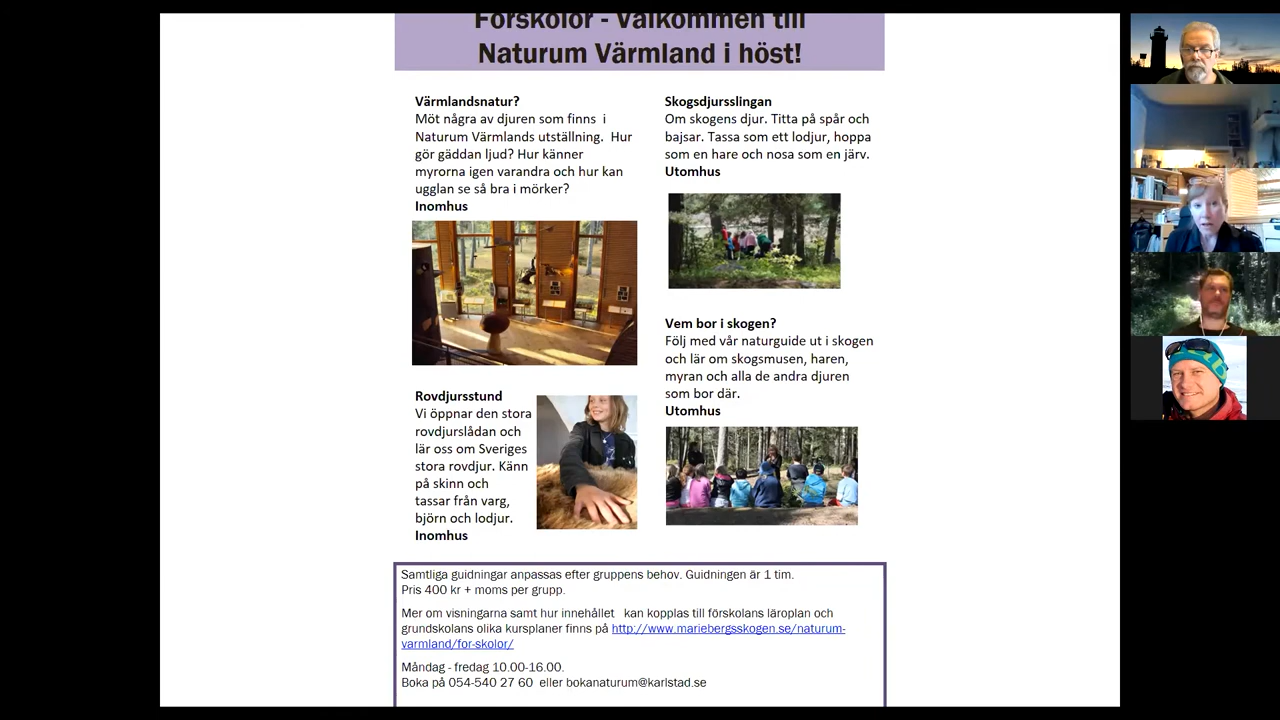 Förskolor - Välkommen till
Naturum Värmland i höst!
Värmlandsnatur?
Möt några av djuren som finns i
Naturum Värmlands utställning. Hur
gör gäddan ljud? Hur känner
myrorna igen varandra och hur kan
ugglan se så bra i mörker?
Inomhus
Rovdjursstund
Vi öppnar den stora
rovdjurslådan och
lär oss om Sveriges
stora rovdjur. Känn
på skinn och
tassar från varg,
björn och lodjur.
Inomhus
Skogsdjursslingan
Om skogens djur. Titta på spår och
bajsar. Tassa som ett lodjur, hoppa
som en hare och nosa som en järv.
Utomhus
Vem bor i skogen?
Följ med vår naturguide ut i skogen
och lär om skogsmusen, haren,
myran och alla de andra djuren
som bor där.
Utomhus
Samtliga guidningar anpassas efter gruppens behov. Guidningen är 1 tim.
Pris 400 kr + moms per grupp.
Mer om visningarna samt hur innehållet kan kopplas till förskolans läroplan och
grundskolans olika kursplaner finns på http://www.mariebergsskogen.se/naturum-
varmland/for-skolor/
Måndag - fredag 10.00-16.00.
Boka på 054-540 27 60 eller bokanaturum@karlstad.se